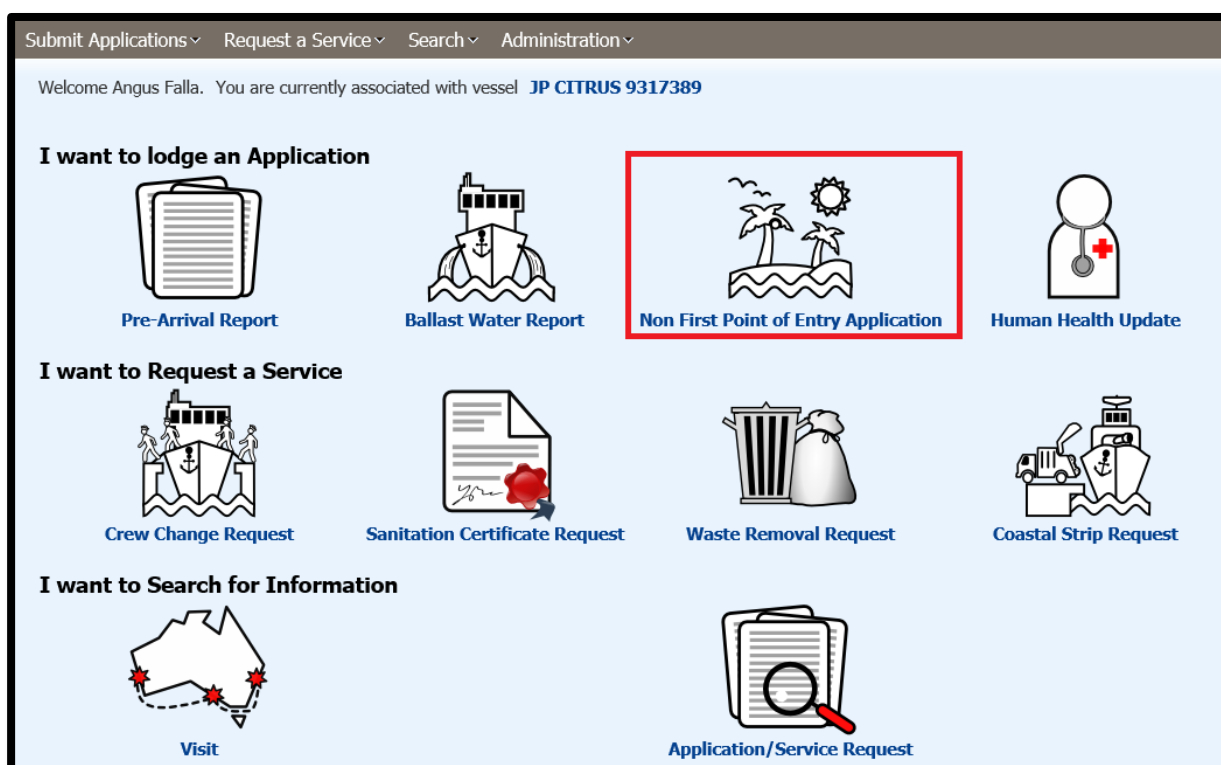 Submit Applications Request a Service Search Administration
Welcome Angus Falla. You are currently associated with vessel JP CITRUS 9317389
I want to lodge an Application
Pre-Arrival Report Ballast Water Report Non First Point of Entry Application Human Health Update
I want to Request a Service
Crew Change Request Sanitation Certificate Request Waste Removal Request Coastal Strip Request
I want to Search for Information
Visit Application/Service Request